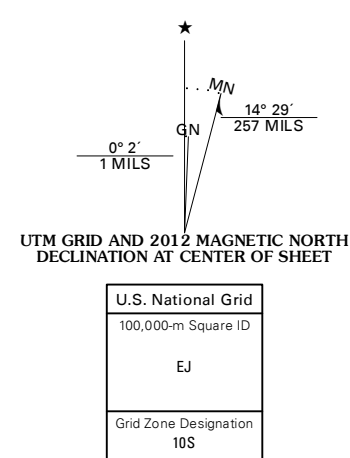 ★
MN
14° 29´
257 MILS
GN
0° 2´
1 MILS
UTM GRID AND 2012 MAGNETIC NORTH
DECLINATION AT CENTER OF SHEET
U.S. National Grid
100,000-m Square ID
EJ
Grid Zone Designation
10S